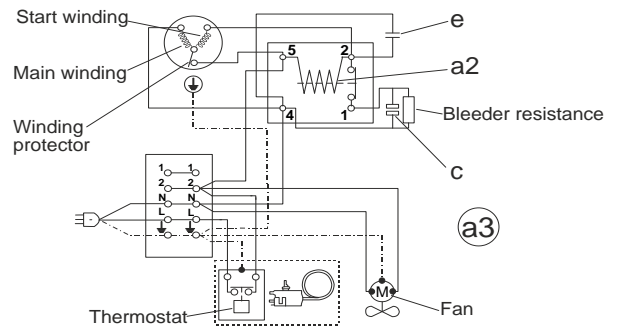 Start winding
e
5 2
a2
Main winding
Bleeder resistance
Winding
protector
4 1
c
1 1
2 2
N N
L L
a3
M
Thermostat
Fan